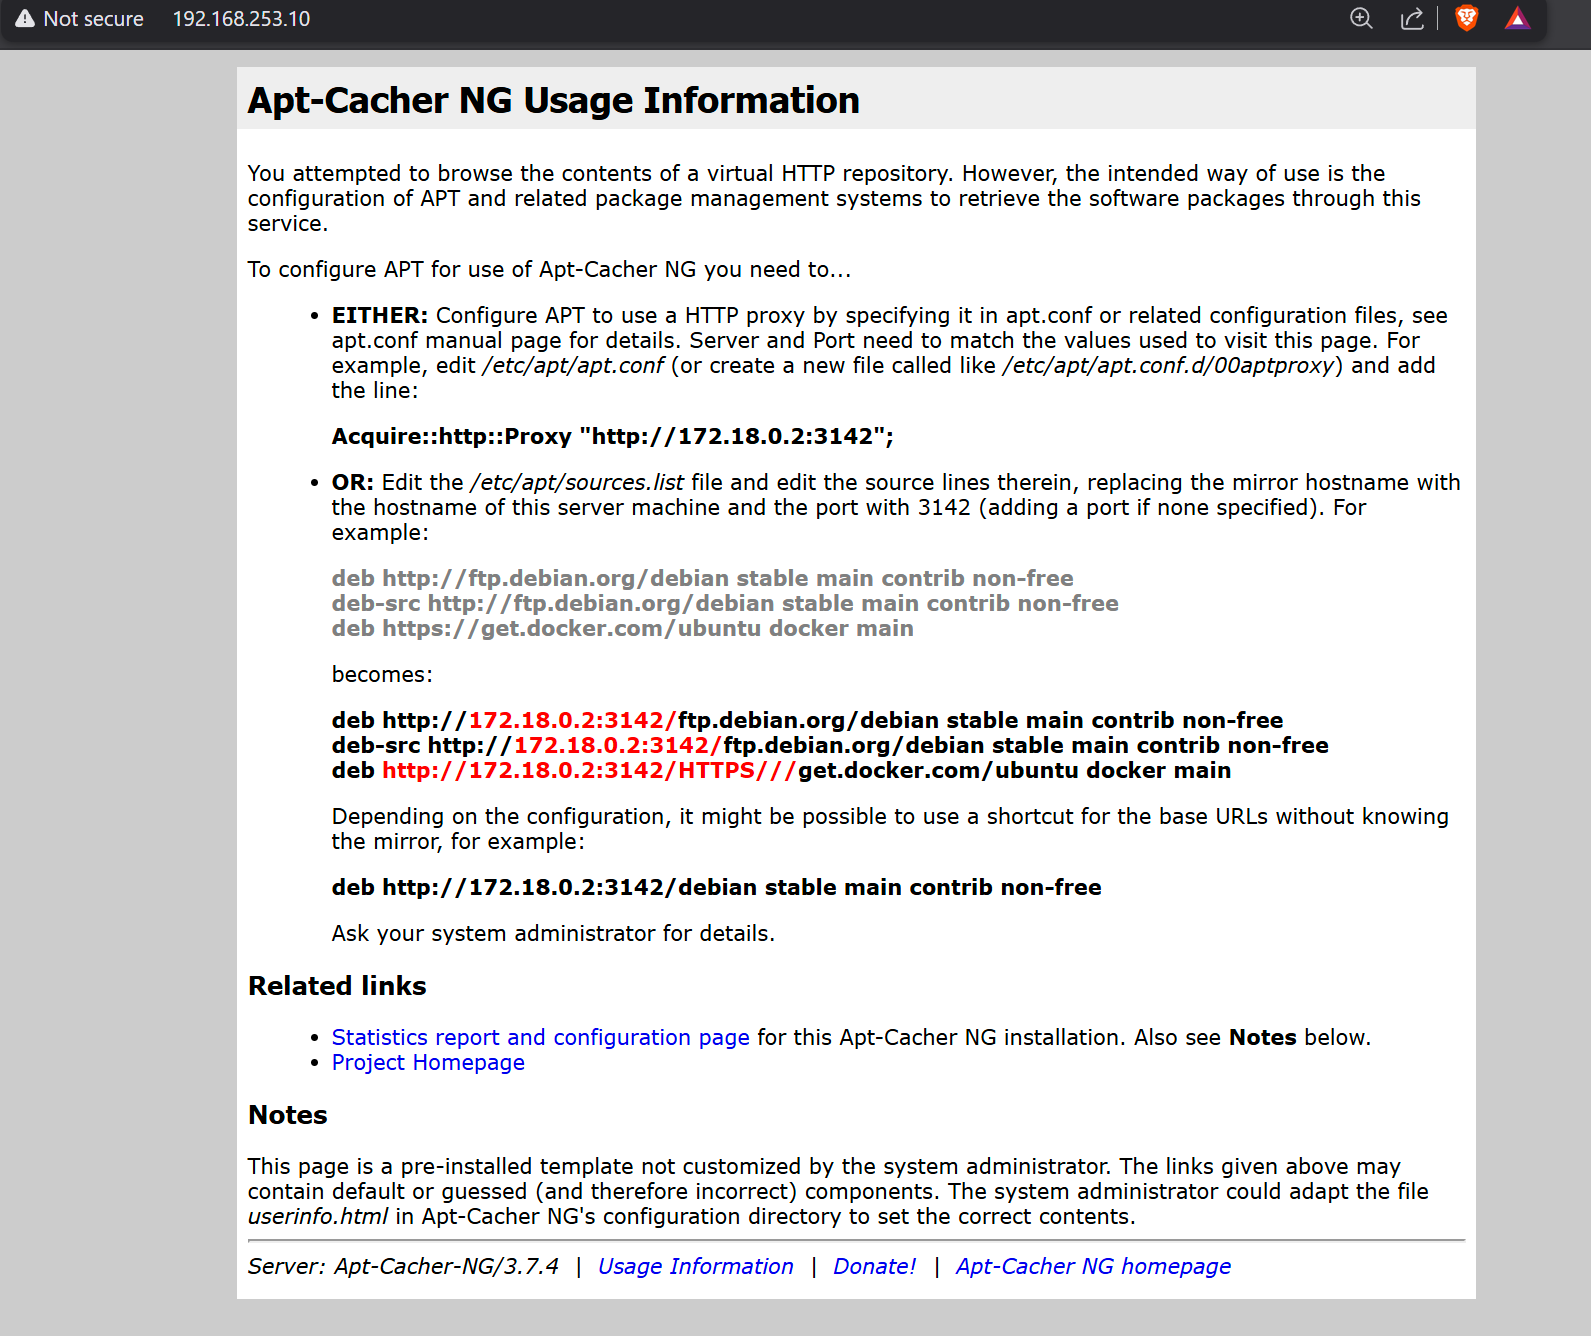 Not secure 192.168.253.10
Apt-Cacher NG Usage Information
You attempted to browse the contents of a virtual HTTP repository. However, the intended way of use is the
configuration of APT and related package management systems to retrieve the software packages through this
service.
To configure APT for use of Apt-Cacher NG you need to...
• EITHER: Configure APT to use a HTTP proxy by specifying it in apt.conf or related configuration files, see
apt.conf manual page for details. Server and Port need to match the values used to visit this page. For
example, edit /etc/apt/apt.conf (or create a new file called like /etc/apt/apt.conf.d/00aptproxy) and add
the line:
Acquire::http::Proxy "http://172.18.0.2:3142";
• OR: Edit the /etc/apt/sources.list file and edit the source lines therein, replacing the mirror hostname with
the hostname of this server machine and the port with 3142 (adding a port if none specified). For
example:
deb http://ftp.debian.org/debian stable main contrib non-free
deb-src http://ftp.debian.org/debian stable main contrib non-free
deb https://get.docker.com/ubuntu docker main
becomes:
deb http://172.18.0.2:3142/ftp.debian.org/debian stable main contrib non-free
deb-src http://172.18.0.2:3142/ftp.debian.org/debian stable main contrib non-free
deb http://172.18.0.2:3142/HTTPS///get.docker.com/ubuntu docker main
Depending on the configuration, it might be possible to use a shortcut for the base URLs without knowing
the mirror, for example:
deb http://172.18.0.2:3142/debian stable main contrib non-free
Ask your system administrator for details.
Related links
• Statistics report and configuration page for this Apt-Cacher NG installation. Also see Notes below.
• Project Homepage
Notes
This page is a pre-installed template not customized by the system administrator. The links given above may
contain default or guessed (and therefore incorrect) components. The system administrator could adapt the file
userinfo.html in Apt-Cacher NG's configuration directory to set the correct contents.
Server: Apt-Cacher-NG/3.7.4 | Usage Information | Donate! | Apt-Cacher NG homepage